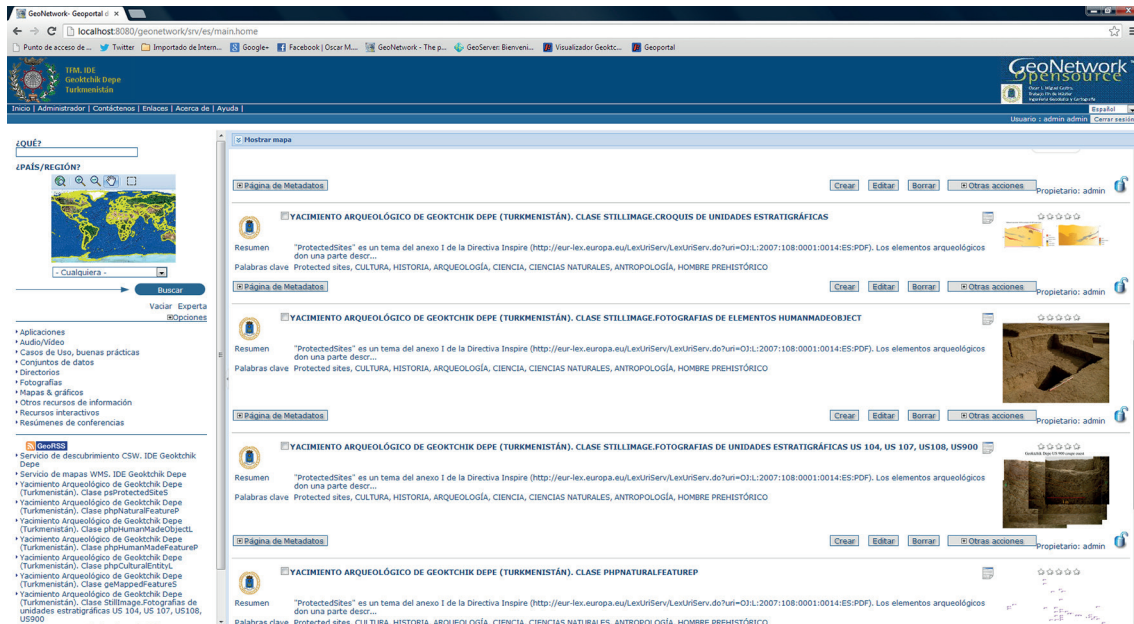 GeoNetwork- Geoportal d
localhost:8080/geonetwork/srv/es/main.home
Punto de acceso de ... Twitter Importado de Intern... Google+ Facebook | Oscar M.... GeoNetwork - The p... GeoServer: Bienveni... Visualizador Geoktc... Geoportal
TFM. IDE
Geoktchik Depe
Turkmenistan
GeoNetwork
Opensource
Inicio | Administrador | Contáctenos | Enlaces | Acerca de | Ayuda |
Español
Usuario : admin admin Cerrar sesión
¿QUÉ?
¿PAÍS/REGIÓN?
- Cualquiera -
Buscar
Vaciar Experta
Opciones
Aplicaciones
Audio/Vídeo
Casos de Uso, buenas prácticas
Conjuntos de datos
Directorios
Fotografías
Mapas & gráficos
Otros recursos de información
Recursos interactivos
Resúmenes de conferencias
GeoRSS
Servicio de descubrimiento CSW. IDE Geoktchik
Depe
Servicio de mapas WMS. IDE Geoktchik Depe
Yacimiento Arqueológico de Geoktchik Depe
(Turkmenistán). Clase psProtectedSiteS
Yacimiento Arqueológico de Geoktchik Depe
(Turkmenistán). Clase phpNaturalFeatureP
Yacimiento Arqueológico de Geoktchik Depe
(Turkmenistán). Clase phpHumanMadeObjectL
Yacimiento Arqueológico de Geoktchik Depe
(Turkmenistán). Clase phpHumanMadeFeatureP
Yacimiento Arqueológico de Geoktchik Depe
(Turkmenistán). Clase phpCulturalEntityL
Yacimiento Arqueológico de Geoktchik Depe
(Turkmenistán). Clase geMappedFeatureS
Yacimiento Arqueológico de Geoktchik Depe
(Turkmenistán). Clase StillImage.Fotografias de
unidades estratigráficas US 104, US 107, US108,
US900
Mostrar mapa
Página de Metadatos Crear Editar Borrar Otras acciones Propietario: admin
YACIMIENTO ARQUEOLÓGICO DE GEOKTCHIK DEPE (TURKMENISTÁN). CLASE STILLIMAGE.CROQUIS DE UNIDADES ESTRATIGRÁFICAS
Resumen "ProtectedSites" es un tema del anexo I de la Directiva Inspire (http://eur-lex.europa.eu/LexUriServ/LexUriServ.do?uri=OJ:L:2007:108:0001:0014:ES:PDF). Los elementos arqueológicos
don una parte descr...
Palabras clave Protected sites, CULTURA, HISTORIA, ARQUEOLOGÍA, CIENCIA, CIENCIAS NATURALES, ANTROPOLOGÍA, HOMBRE PREHISTÓRICO
Página de Metadatos Crear Editar Borrar Otras acciones Propietario: admin
YACIMIENTO ARQUEOLÓGICO DE GEOKTCHIK DEPE (TURKMENISTÁN). CLASE STILLIMAGE.FOTOGRAFIAS DE ELEMENTOS HUMANMADEOBJECT
Resumen "ProtectedSites" es un tema del anexo I de la Directiva Inspire (http://eur-lex.europa.eu/LexUriServ/LexUriServ.do?uri=OJ:L:2007:108:0001:0014:ES:PDF). Los elementos arqueológicos
don una parte descr...
Palabras clave Protected sites, CULTURA, HISTORIA, ARQUEOLOGÍA, CIENCIA, CIENCIAS NATURALES, ANTROPOLOGÍA, HOMBRE PREHISTÓRICO
Página de Metadatos Crear Editar Borrar Otras acciones Propietario: admin
YACIMIENTO ARQUEOLÓGICO DE GEOKTCHIK DEPE (TURKMENISTÁN). CLASE STILLIMAGE.FOTOGRAFIAS DE UNIDADES ESTRATIGRÁFICAS US 104, US 107, US108, US900
Resumen "ProtectedSites" es un tema del anexo I de la Directiva Inspire (http://eur-lex.europa.eu/LexUriServ/LexUriServ.do?uri=OJ:L:2007:108:0001:0014:ES:PDF). Los elementos arqueológicos
don una parte descr...
Palabras clave Protected sites, CULTURA, HISTORIA, ARQUEOLOGÍA, CIENCIA, CIENCIAS NATURALES, ANTROPOLOGÍA, HOMBRE PREHISTÓRICO
Página de Metadatos Crear Editar Borrar Otras acciones Propietario: admin
YACIMIENTO ARQUEOLÓGICO DE GEOKTCHIK DEPE (TURKMENISTÁN). CLASE PHPNATURALFEATUREP
Resumen "ProtectedSites" es un tema del anexo I de la Directiva Inspire (http://eur-lex.europa.eu/LexUriServ/LexUriServ.do?uri=OJ:L:2007:108:0001:0014:ES:PDF). Los elementos arqueológicos
don una parte descr...
Palabras clave Protected sites, CULTURA, HISTORIA, ARQUEOLOGÍA, CIENCIA, CIENCIAS NATURALES, ANTROPOLOGÍA, HOMBRE PREHISTÓRICO